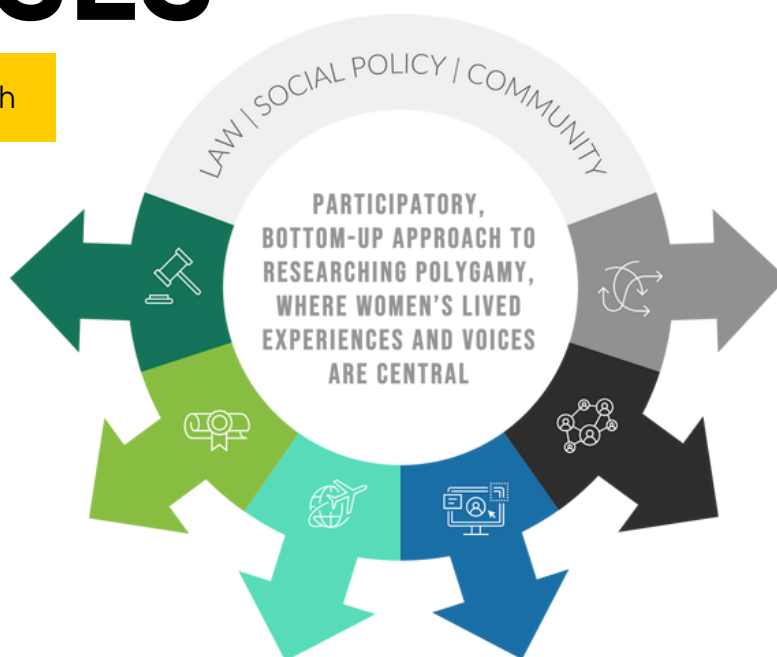 LAW | SOCIAL POLICY | COMMUNITY
PARTICIPATORY,
BOTTOM-UP APPROACH TO
RESEARCHING POLYGAMY,
WHERE WOMEN'S LIVED
EXPERIENCES AND VOICES
ARE CENTRAL